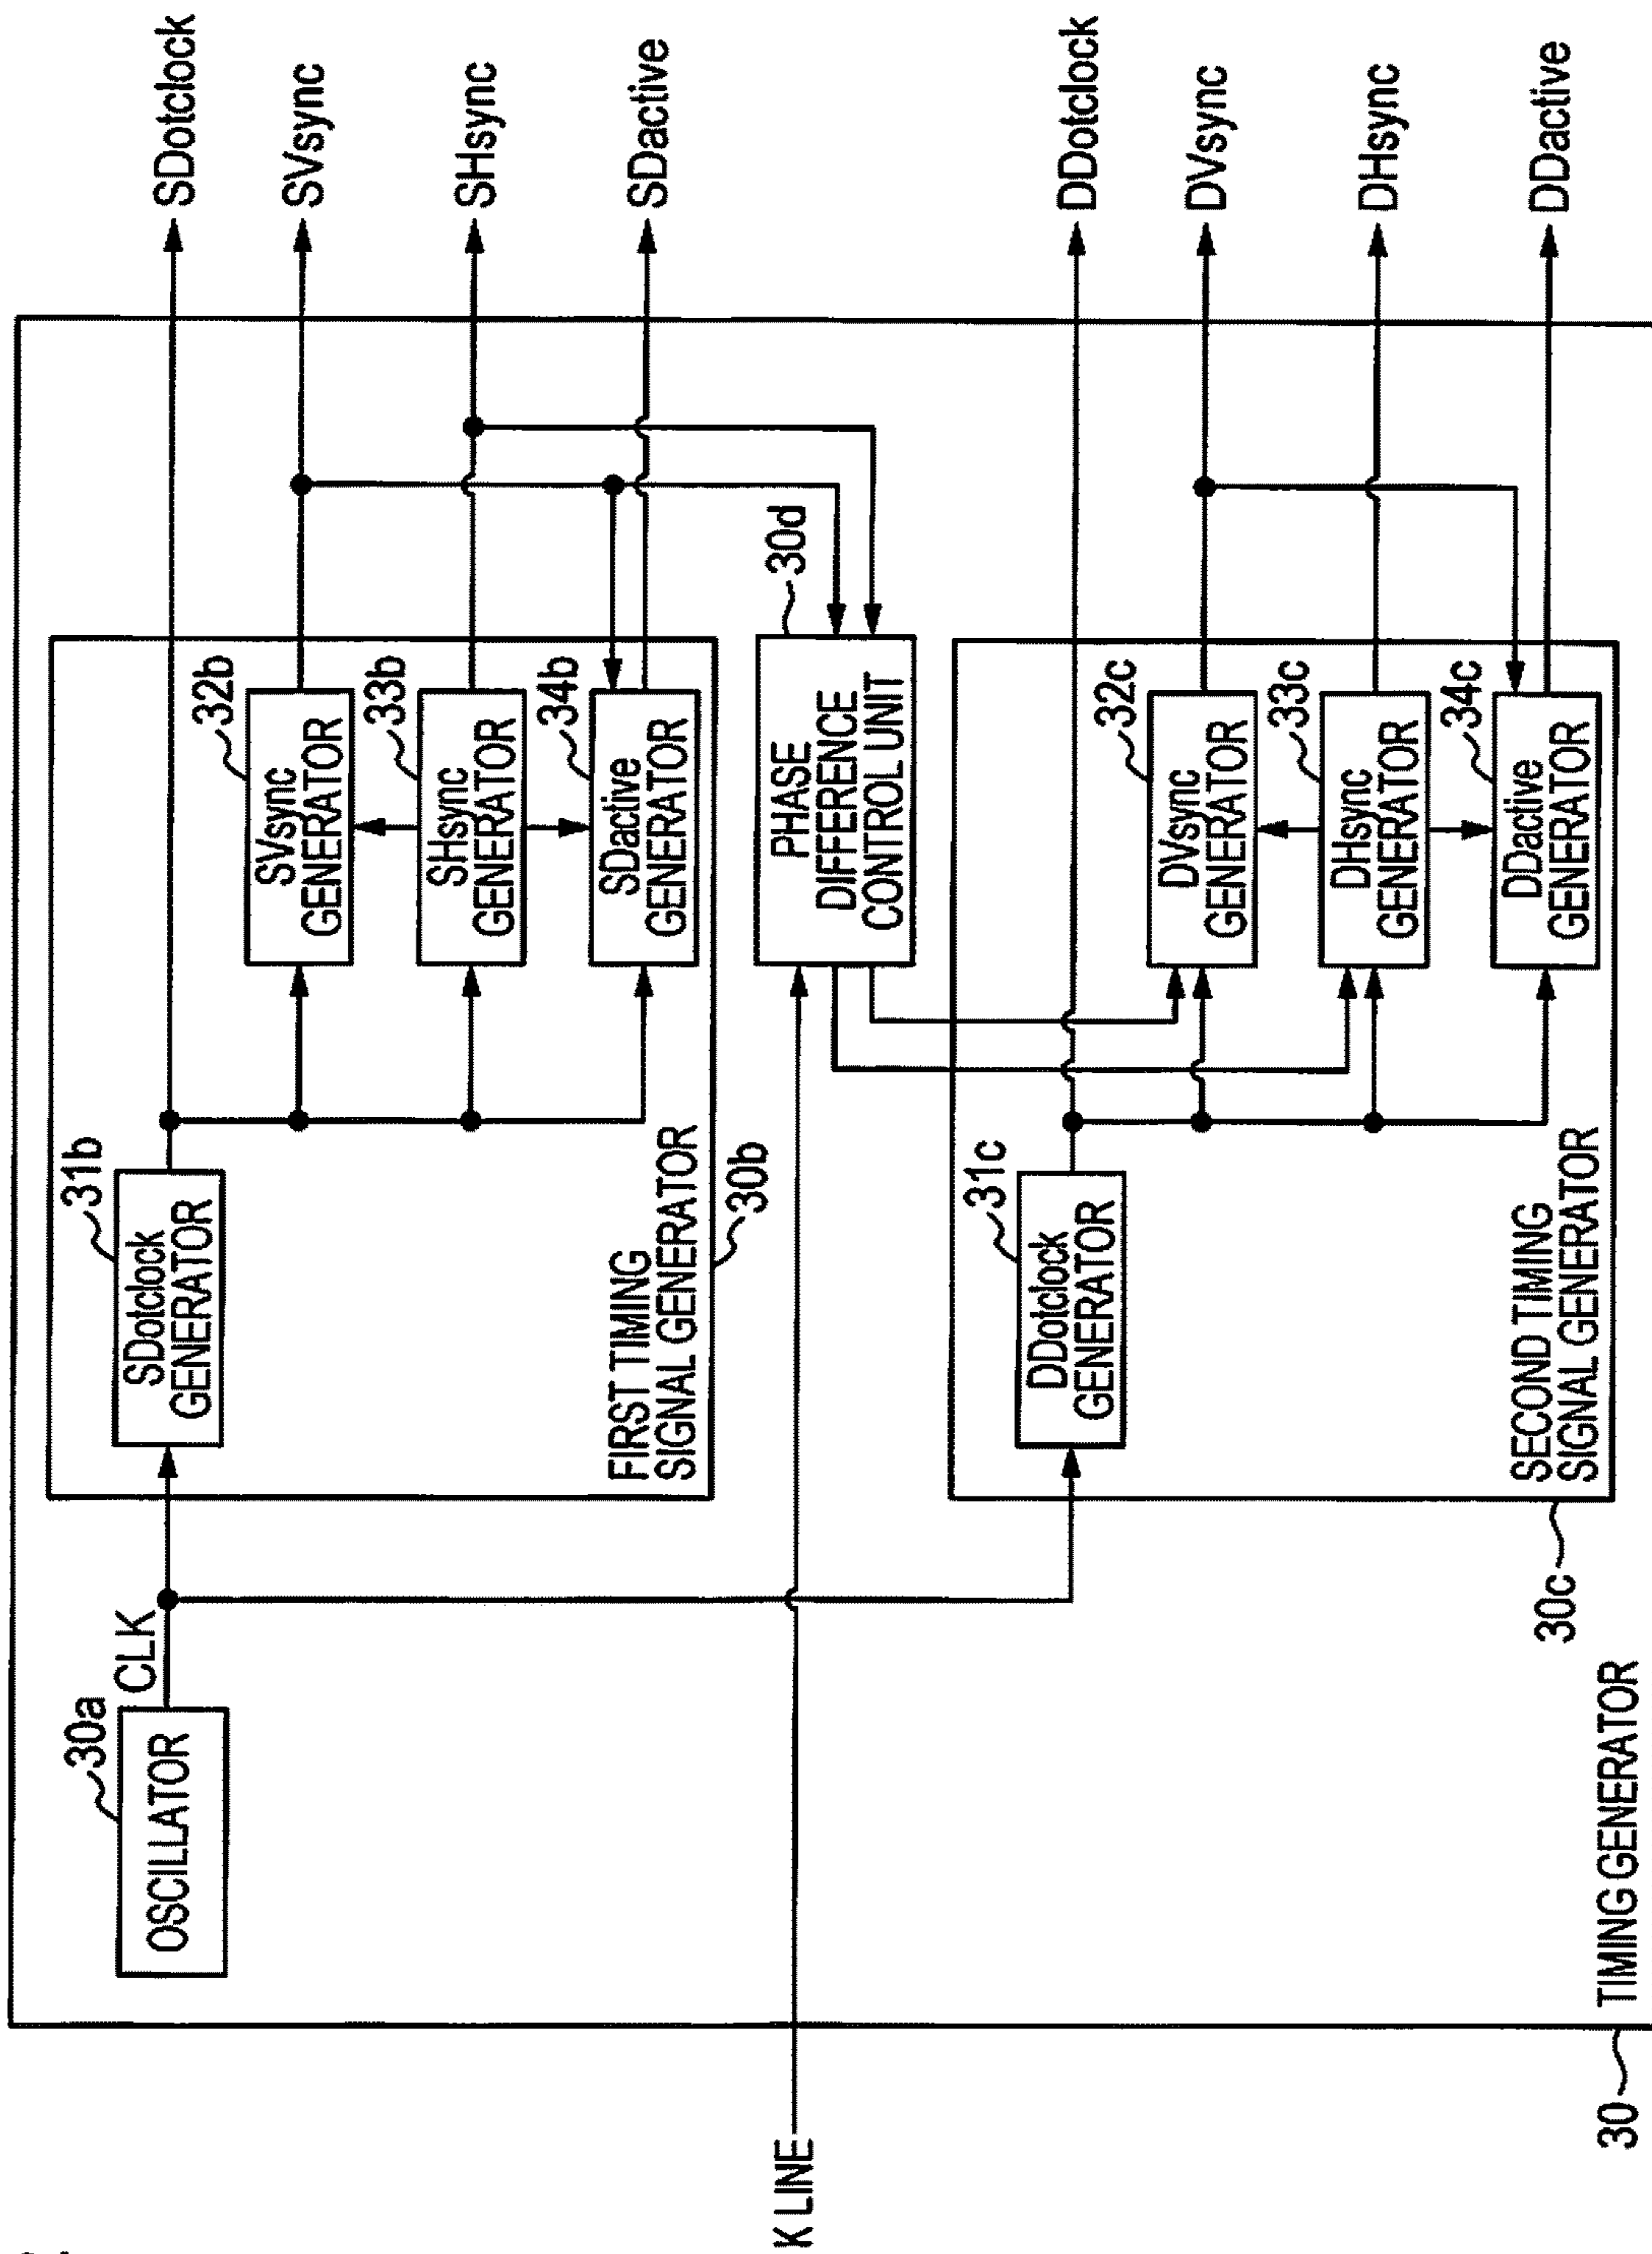 30a
CLK
OSCILLATOR
31b
SDotclock
GENERATOR
32b
SVsync
GENERATOR
33b
SHsync
GENERATOR
34b
SDactive
GENERATOR
FIRST TIMING
SIGNAL GENERATOR
30b
SDotclock
SVsync
SHsync
SDactive
K LINE
30d
PHASE
DIFFERENCE
CONTROL UNIT
31c
DDotclock
GENERATOR
32c
DVsync
GENERATOR
33c
DHsync
GENERATOR
34c
DDactive
GENERATOR
SECOND TIMING
SIGNAL GENERATOR
30c
DDotclock
DVsync
DHsync
DDactive
30
TIMING GENERATOR